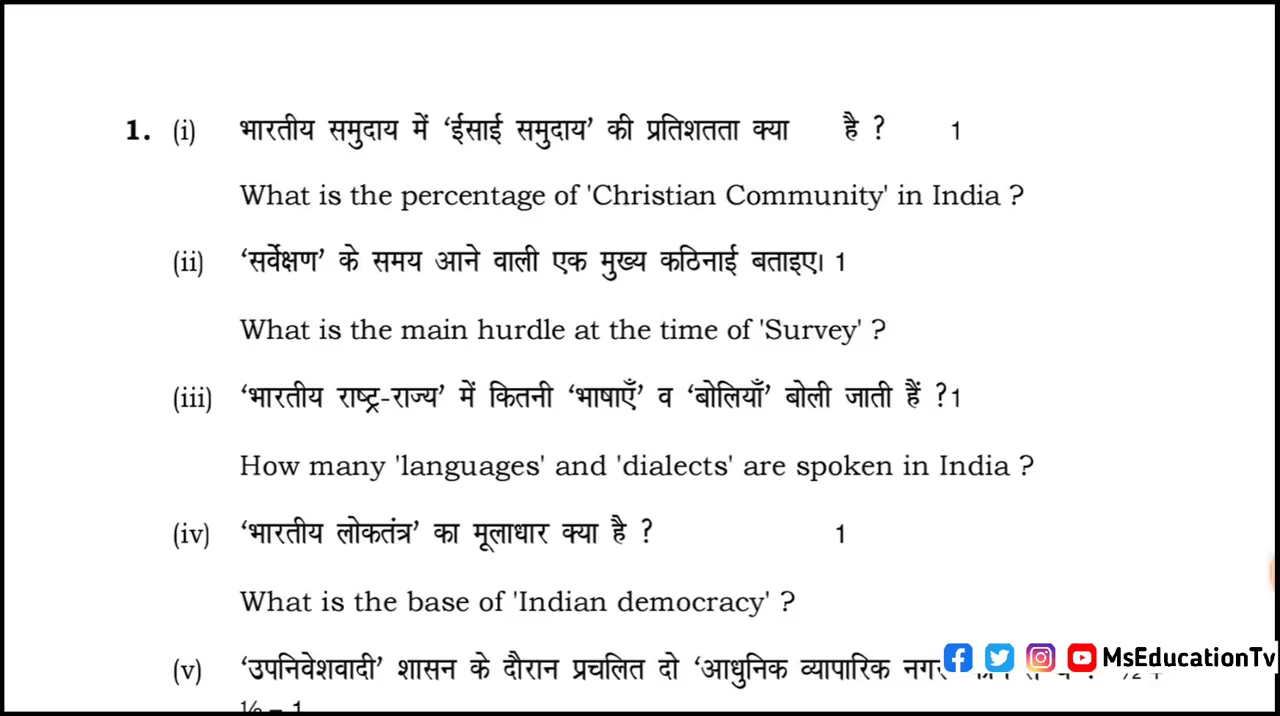 1. (i) भारतीय समुदाय में ‘ईसाई समुदाय’ की प्रतिशतता क्या है ? 1
What is the percentage of 'Christian Community' in India ?
(ii) ‘सर्वेक्षण’ के समय आने वाली एक मुख्य कठिनाई बताइए। 1
What is the main hurdle at the time of 'Survey' ?
(iii) ‘भारतीय राष्ट्र-राज्य’ में कितनी ‘भाषाएँ’ व ‘बोलियाँ’ बोली जाती हैं ?1
How many 'languages' and 'dialects' are spoken in India ?
(iv) ‘भारतीय लोकतंत्र’ का मूलाधार क्या है ? 1
What is the base of 'Indian democracy' ?
(v) ‘उपनिवेशवादी’ शासन के दौरान प्रचलित दो ‘आधुनिक व्यापारिक
MsEducationTv